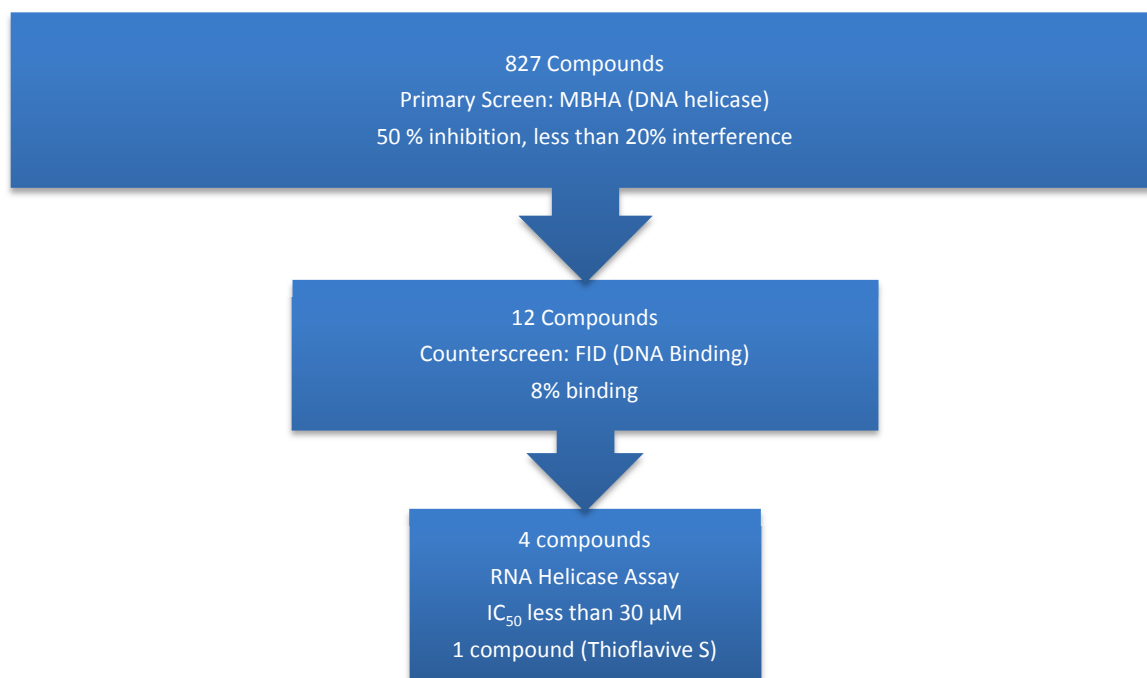 827 Compounds
Primary Screen: MBHA (DNA helicase)
50 % inhibition, less than 20% interference
12 Compounds
Counterscreen: FID (DNA Binding)
8% binding
4 compounds
RNA Helicase Assay
IC₅₀ less than 30 μM
1 compound (Thioflavive S)